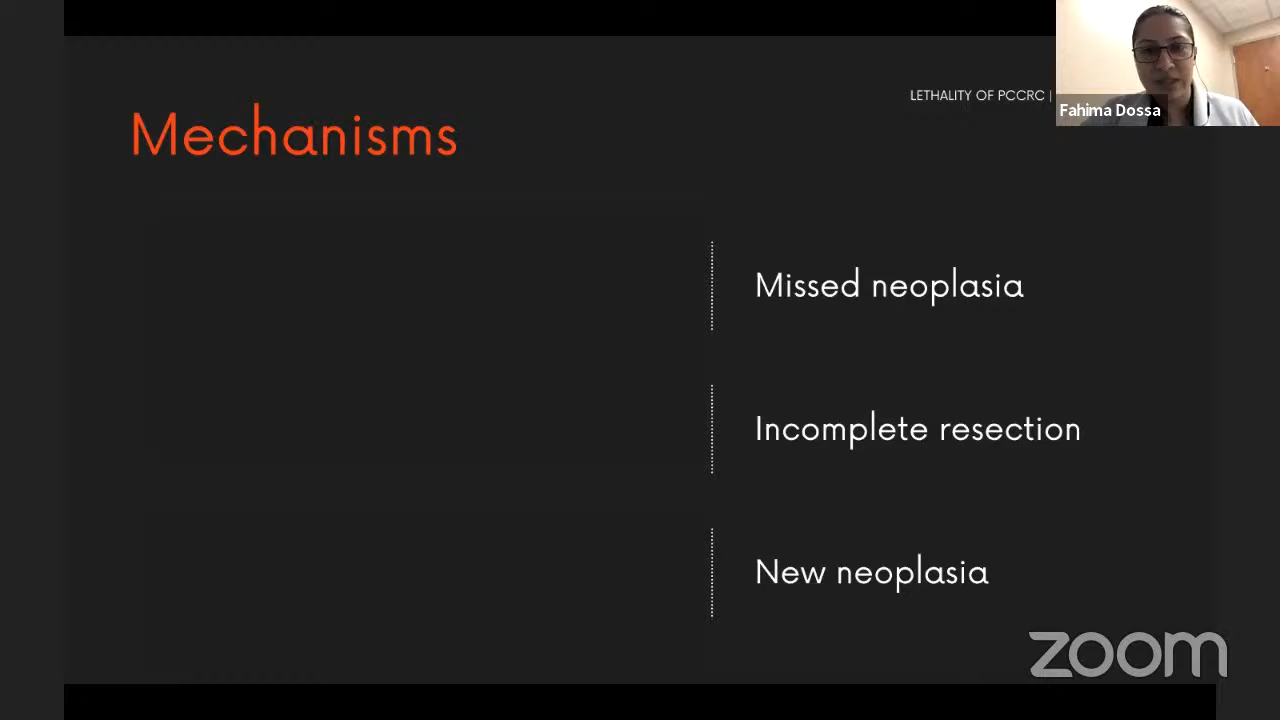 LETHALITY OF PCCRC |
Fahima Dossa
Mechanisms
Missed neoplasia
Incomplete resection
New neoplasia
zoom